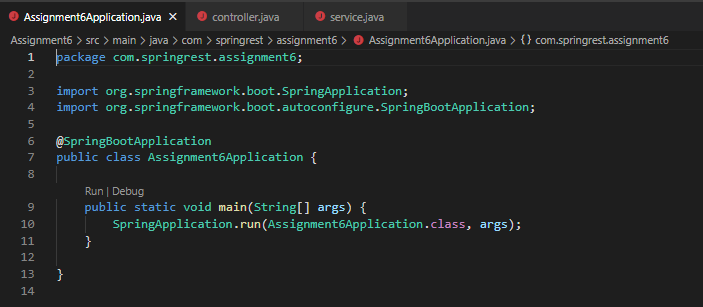 Assignment6Application.java X controller.java service.java
Assignment6 > src > main > java > com > springrest > assignment6 > Assignment6Application.java > {} com.springrest.assignment6
1 package com.springrest.assignment6;
2
3 import org.springframework.boot.SpringApplication;
4 import org.springframework.boot.autoconfigure.SpringBootApplication;
5
6 @SpringBootApplication
7 public class Assignment6Application {
8
Run | Debug
9 public static void main(String[] args) {
10 SpringApplication.run(Assignment6Application.class, args);
11 }
12
13 }
14